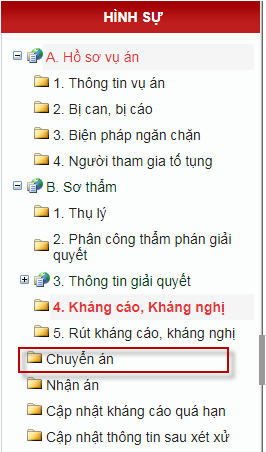 HÌNH SỰ
A. Hồ sơ vụ án
1. Thông tin vụ án
2. Bị can, bị cáo
3. Biện pháp ngăn chặn
4. Người tham gia tố tụng
B. Sơ thẩm
1. Thụ lý
2. Phân công thẩm phán giải
quyết
3. Thông tin giải quyết
4. Kháng cáo, Kháng nghị
5. Rút kháng cáo, kháng nghị
Chuyển án
Nhận án
Cập nhật kháng cáo quá hạn
Cập nhật thông tin sau xét xử